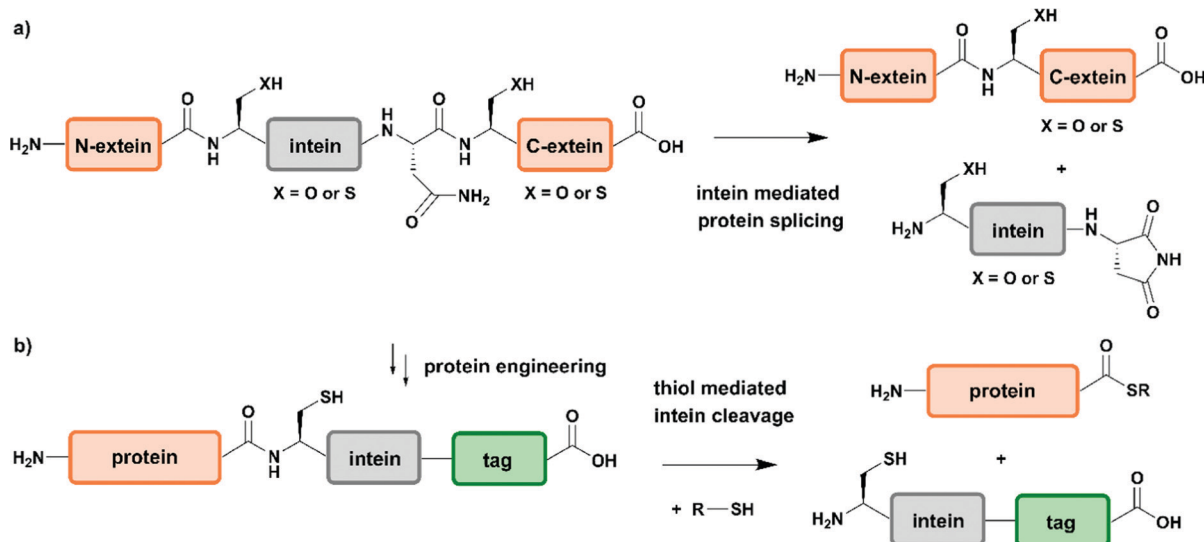 a)
XH
O
H2N
N-extein
N
H
C-extein
O
OH
X = O or S
XH
O
H2N
N-extein
N
H
intein
X = O or S
H
N
O
NH2
O
N
H
XH
C-extein
X = O or S
O
OH
intein mediated
protein splicing
+
XH
H2N
intein
X = O or S
H
N
O
NH
O
b)
protein engineering
SH
O
H2N
protein
N
H
intein
tag
O
OH
thiol mediated
intein cleavage
+ R—SH
O
H2N
protein
SR
+
SH
H2N
intein
tag
O
OH